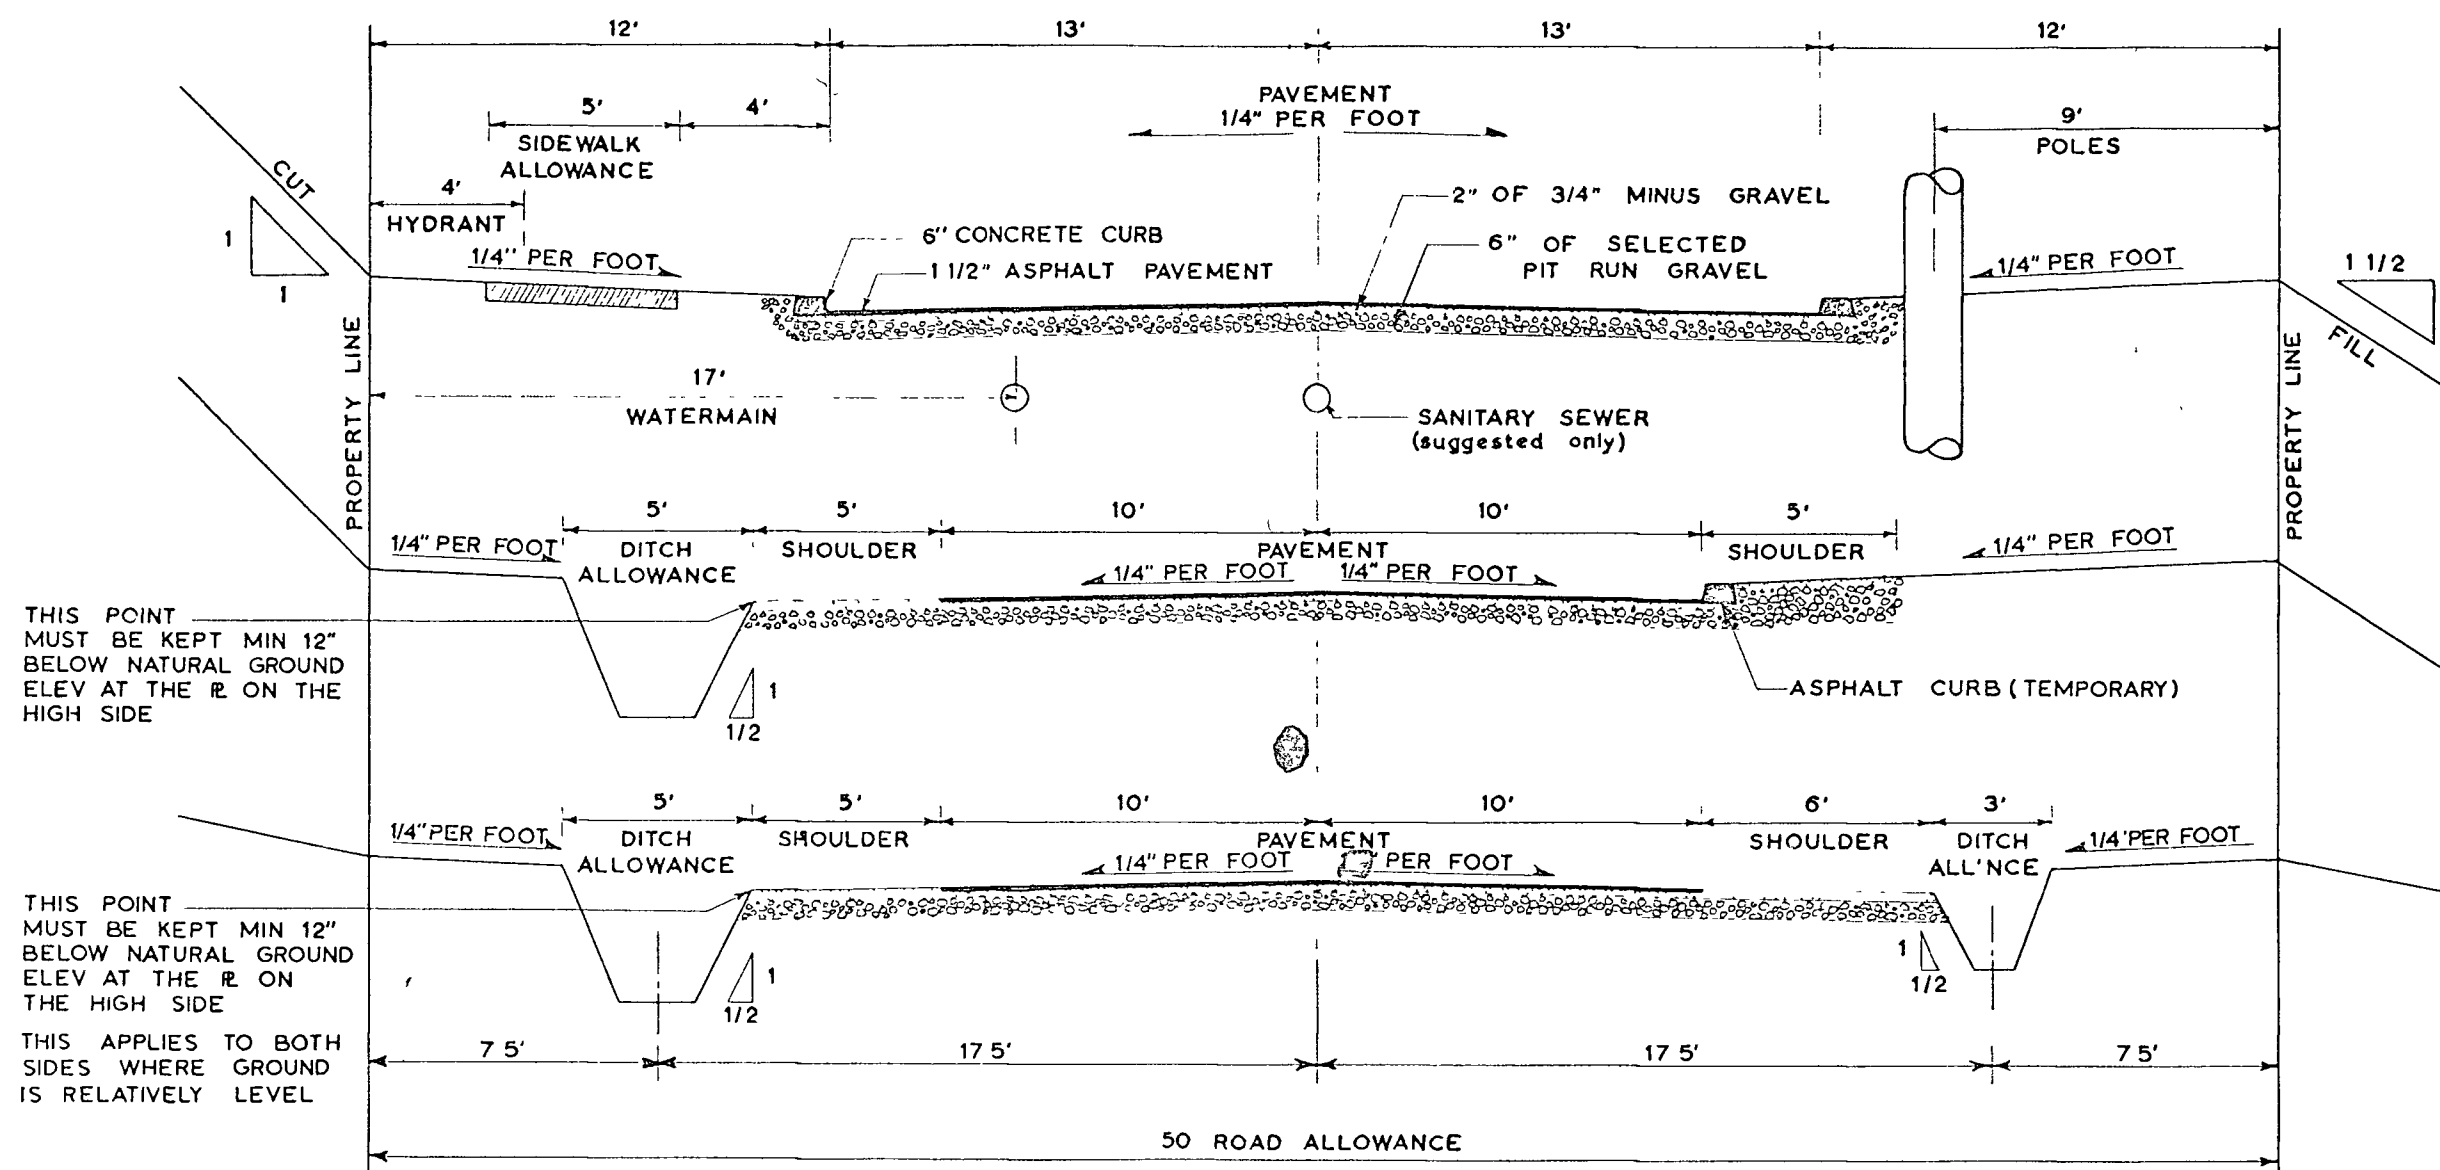 12' 13' 13' 12'
5' 4'
SIDEWALK
ALLOWANCE
PAVEMENT
1/4" PER FOOT
9'
POLES
CUT
4'
HYDRANT
1
1
1/4" PER FOOT
6" CONCRETE CURB
1 1/2" ASPHALT PAVEMENT
2" OF 3/4" MINUS GRAVEL
6" OF SELECTED
PIT RUN GRAVEL
1/4" PER FOOT
1 1/2
1
FILL
PROPERTY LINE
PROPERTY LINE
17'
WATERMAIN
SANITARY SEWER
(suggested only)
5' 5' 10' 10' 5'
1/4" PER FOOT
DITCH
ALLOWANCE
SHOULDER
PAVEMENT
1/4" PER FOOT 1/4" PER FOOT
SHOULDER
1/4" PER FOOT
THIS POINT
MUST BE KEPT MIN 12"
BELOW NATURAL GROUND
ELEV AT THE ⅊ ON THE
HIGH SIDE
1
1/2
ASPHALT CURB (TEMPORARY)
5' 5' 10' 10' 6' 3'
1/4" PER FOOT
DITCH
ALLOWANCE
SHOULDER
PAVEMENT
1/4" PER FOOT PER FOOT
SHOULDER
DITCH
ALL'NCE
1/4' PER FOOT
THIS POINT
MUST BE KEPT MIN 12"
BELOW NATURAL GROUND
ELEV AT THE ⅊ ON
THE HIGH SIDE
THIS APPLIES TO BOTH
SIDES WHERE GROUND
IS RELATIVELY LEVEL
1
1/2
1
1/2
7 5' 17 5' 17 5' 7 5'
50 ROAD ALLOWANCE